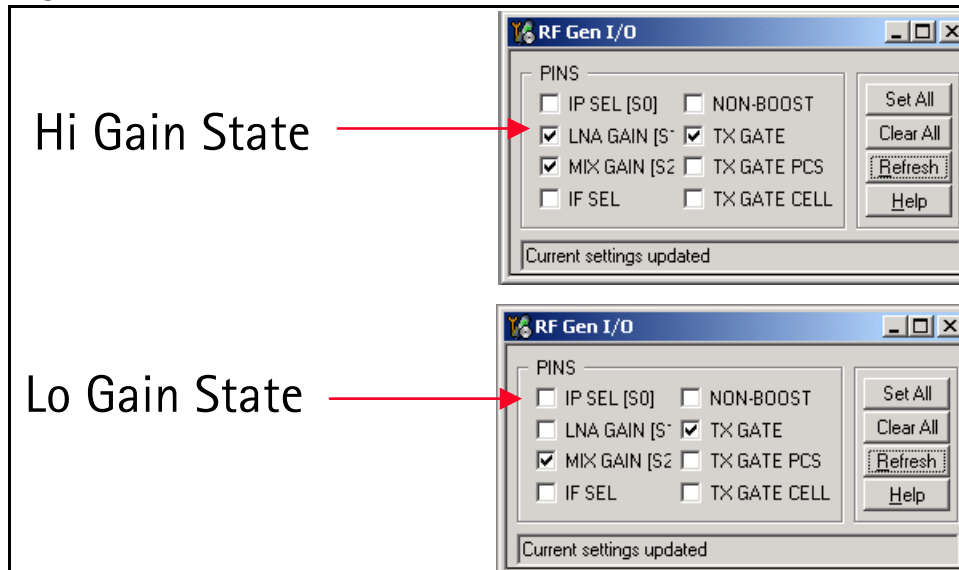 Hi Gain State
RF Gen I/O
PINS
IP SEL [S0] NON-BOOST Set All
LNA GAIN [S TX GATE Clear All
MIX GAIN [S2 TX GATE PCS Refresh
IF SEL TX GATE CELL Help
Current settings updated
Lo Gain State
RF Gen I/O
PINS
IP SEL [S0] NON-BOOST Set All
LNA GAIN [S TX GATE Clear All
MIX GAIN [S2 TX GATE PCS Refresh
IF SEL TX GATE CELL Help
Current settings updated